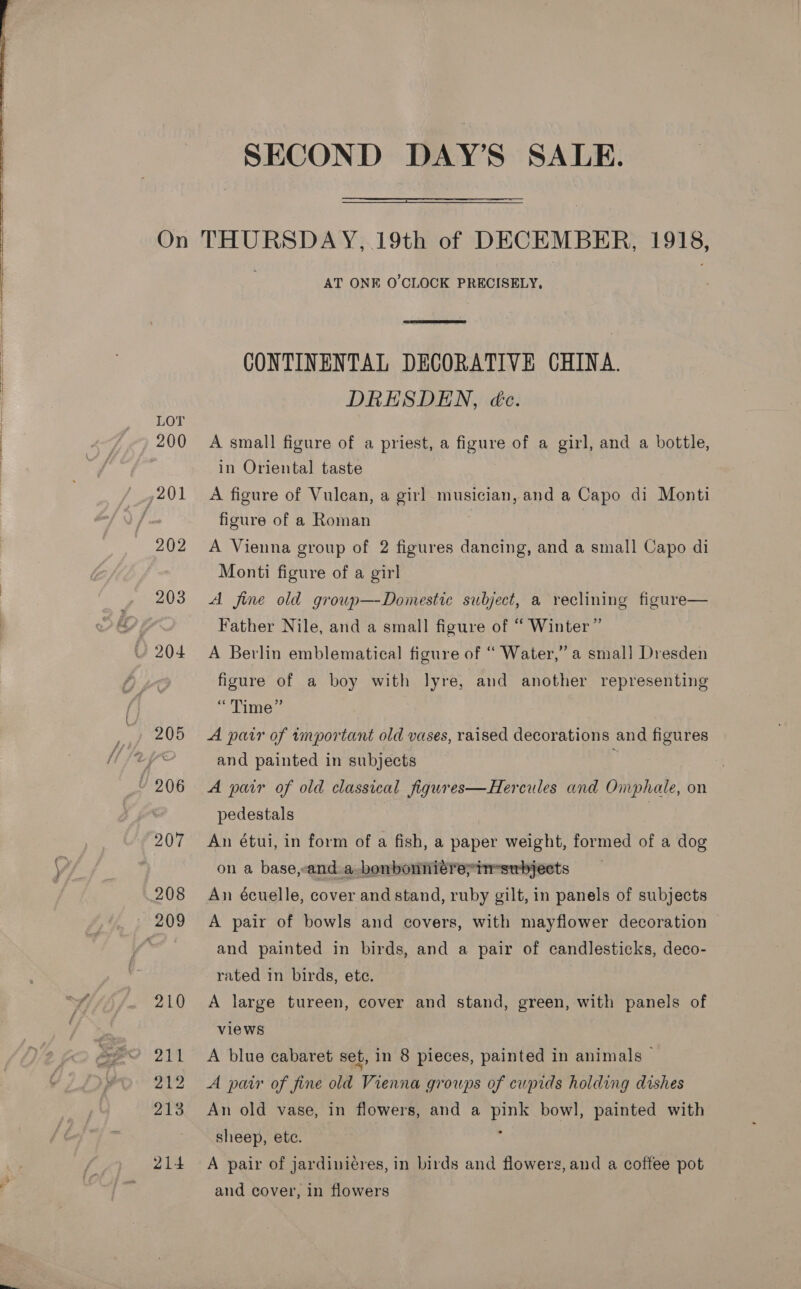 SECOND DAY'S SALE.
On THURSDAY, 19th of DECEMBER, 1918,
AT ONE O'CLOCK PRECISELY.
CONTINENTAL DECORATIVE CHINA.
DRESDEN, &c.
LOT
200 A small figure of a priest, a figure of a girl, and a bottle,
in Oriental taste
201 A figure of Vulcan, a girl musician, and a Capo di Monti
figure of a Roman
202 A Vienna group of 2 figures dancing, and a small Capo di
Monti figure of a girl
203 A fine old group—Domestic subject, a reclining figure—
Father Nile, and a small figure of “Winter”
204 A Berlin emblematical figure of “Water,” a small Dresden
figure of a boy with lyre, and another representing
“Time”
205 A pair of important old vases, raised decorations and figures
and painted in subjects
206 A pair of old classical figures—Hercules and Omphale, on
pedestals
207 An étui, in form of a fish, a paper weight, formed of a dog
on a base, and a bonbonnière, in subjects
208 An écuelle, cover and stand, ruby gilt, in panels of subjects
209 A pair of bowls and covers, with mayflower decoration
and painted in birds, and a pair of candlesticks, deco-
rated in birds, etc.
210 A large tureen, cover and stand, green, with panels of
views
211 A blue cabaret set, in 8 pieces, painted in animals
212 A pair of fine old Vienna groups of cupids holding dishes
213 An old vase, in flowers, and a pink bowl, painted with
sheep, etc.
214 A pair of jardinières, in birds and flowers, and a coffee pot
and cover, in flowers